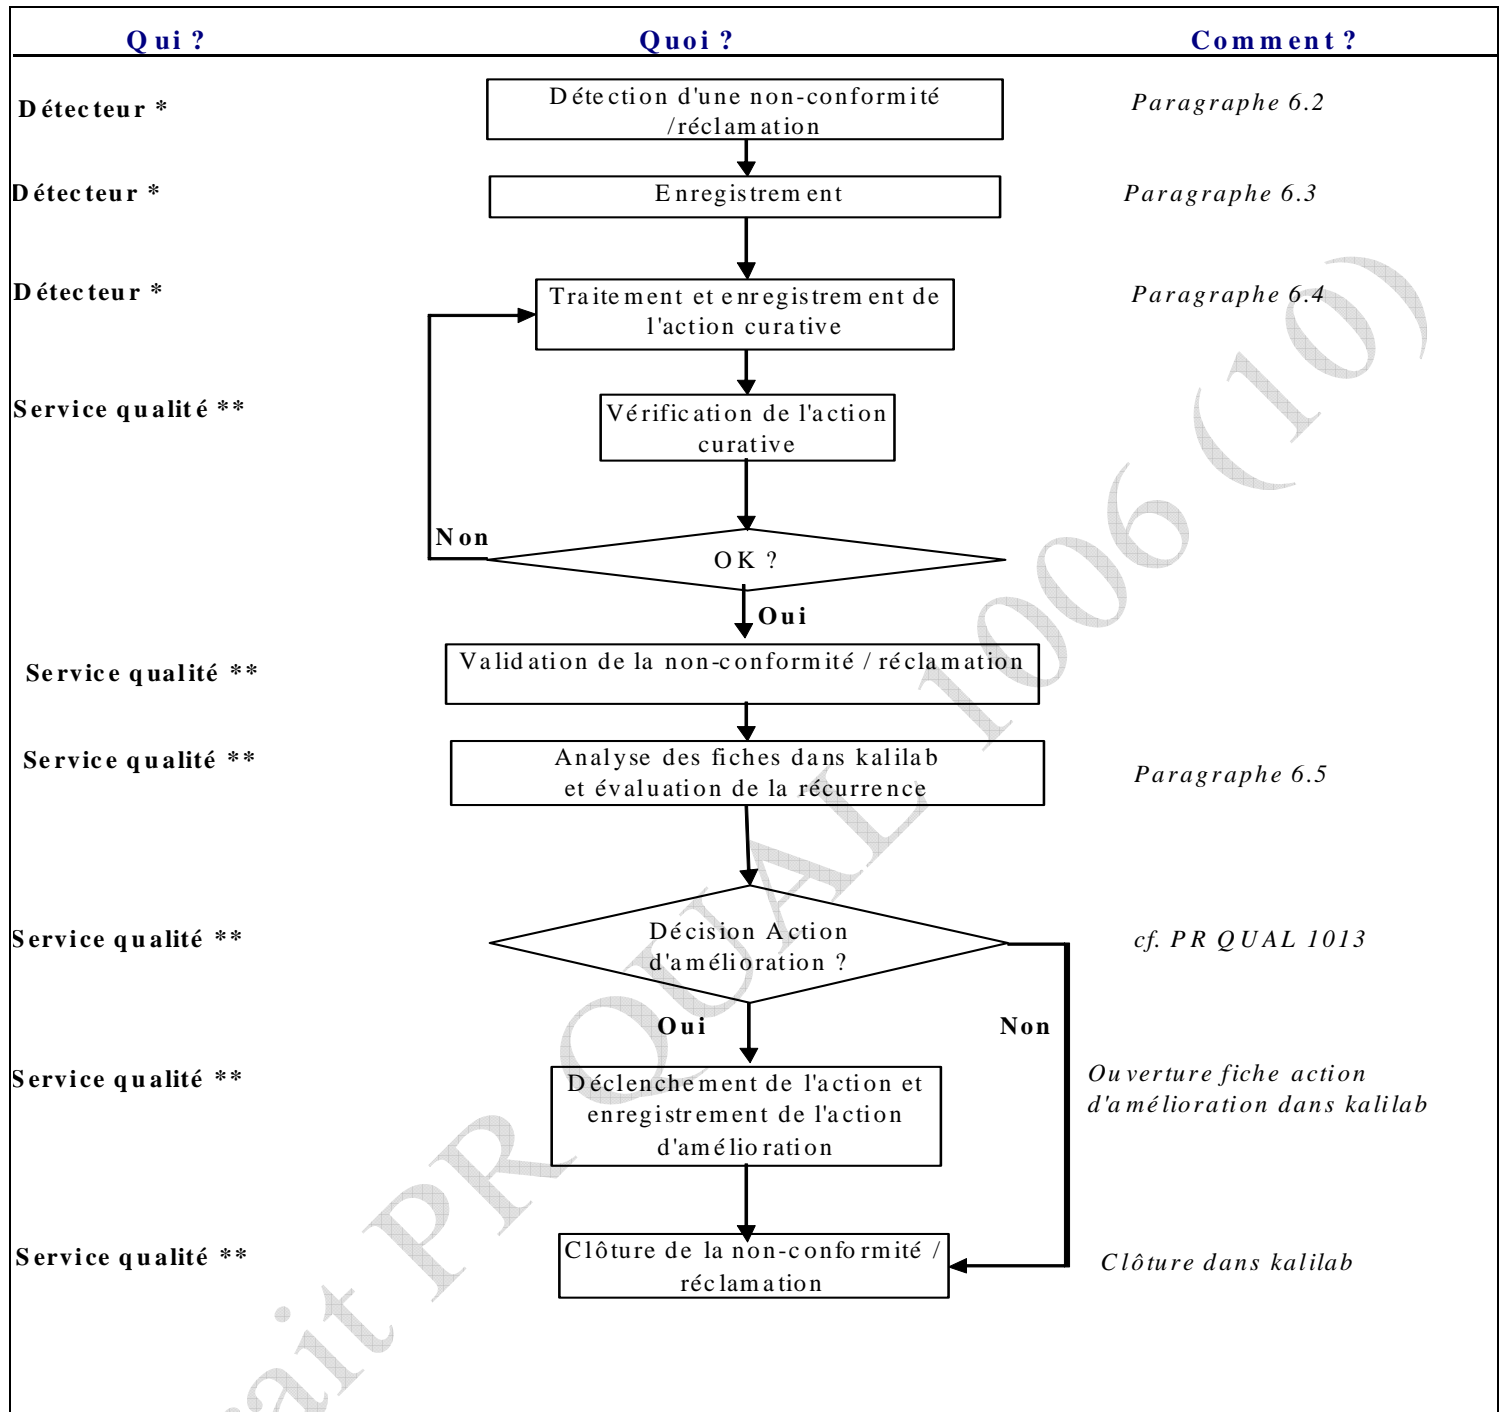 Qui ? Quoi ? Comment ?
Détecteur * Détection d'une non-conformité Paragraphe 6.2
/réclamation
Détecteur * Enregistrement Paragraphe 6.3
Détecteur * Traitement et enregistrement de Paragraphe 6.4
l'action curative
Service qualité ** Vérification de l'action
curative
Non
OK ?
Oui
Service qualité ** Validation de la non-conformité / réclamation
Service qualité ** Analyse des fiches dans kalilab
et évaluation de la récurrence Paragraphe 6.5
Service qualité ** Décision Action cf. PR QUAL 1013
d'amélioration ?
Oui Non
Service qualité ** Déclenchement de l'action et Ouverture fiche action
enregistrement de l'action d'amélioration dans kalilab
d'amélioration
Service qualité ** Clôture de la non-conformité / Clôture dans kalilab
réclamation
rait PR QUAL 1006 (10)